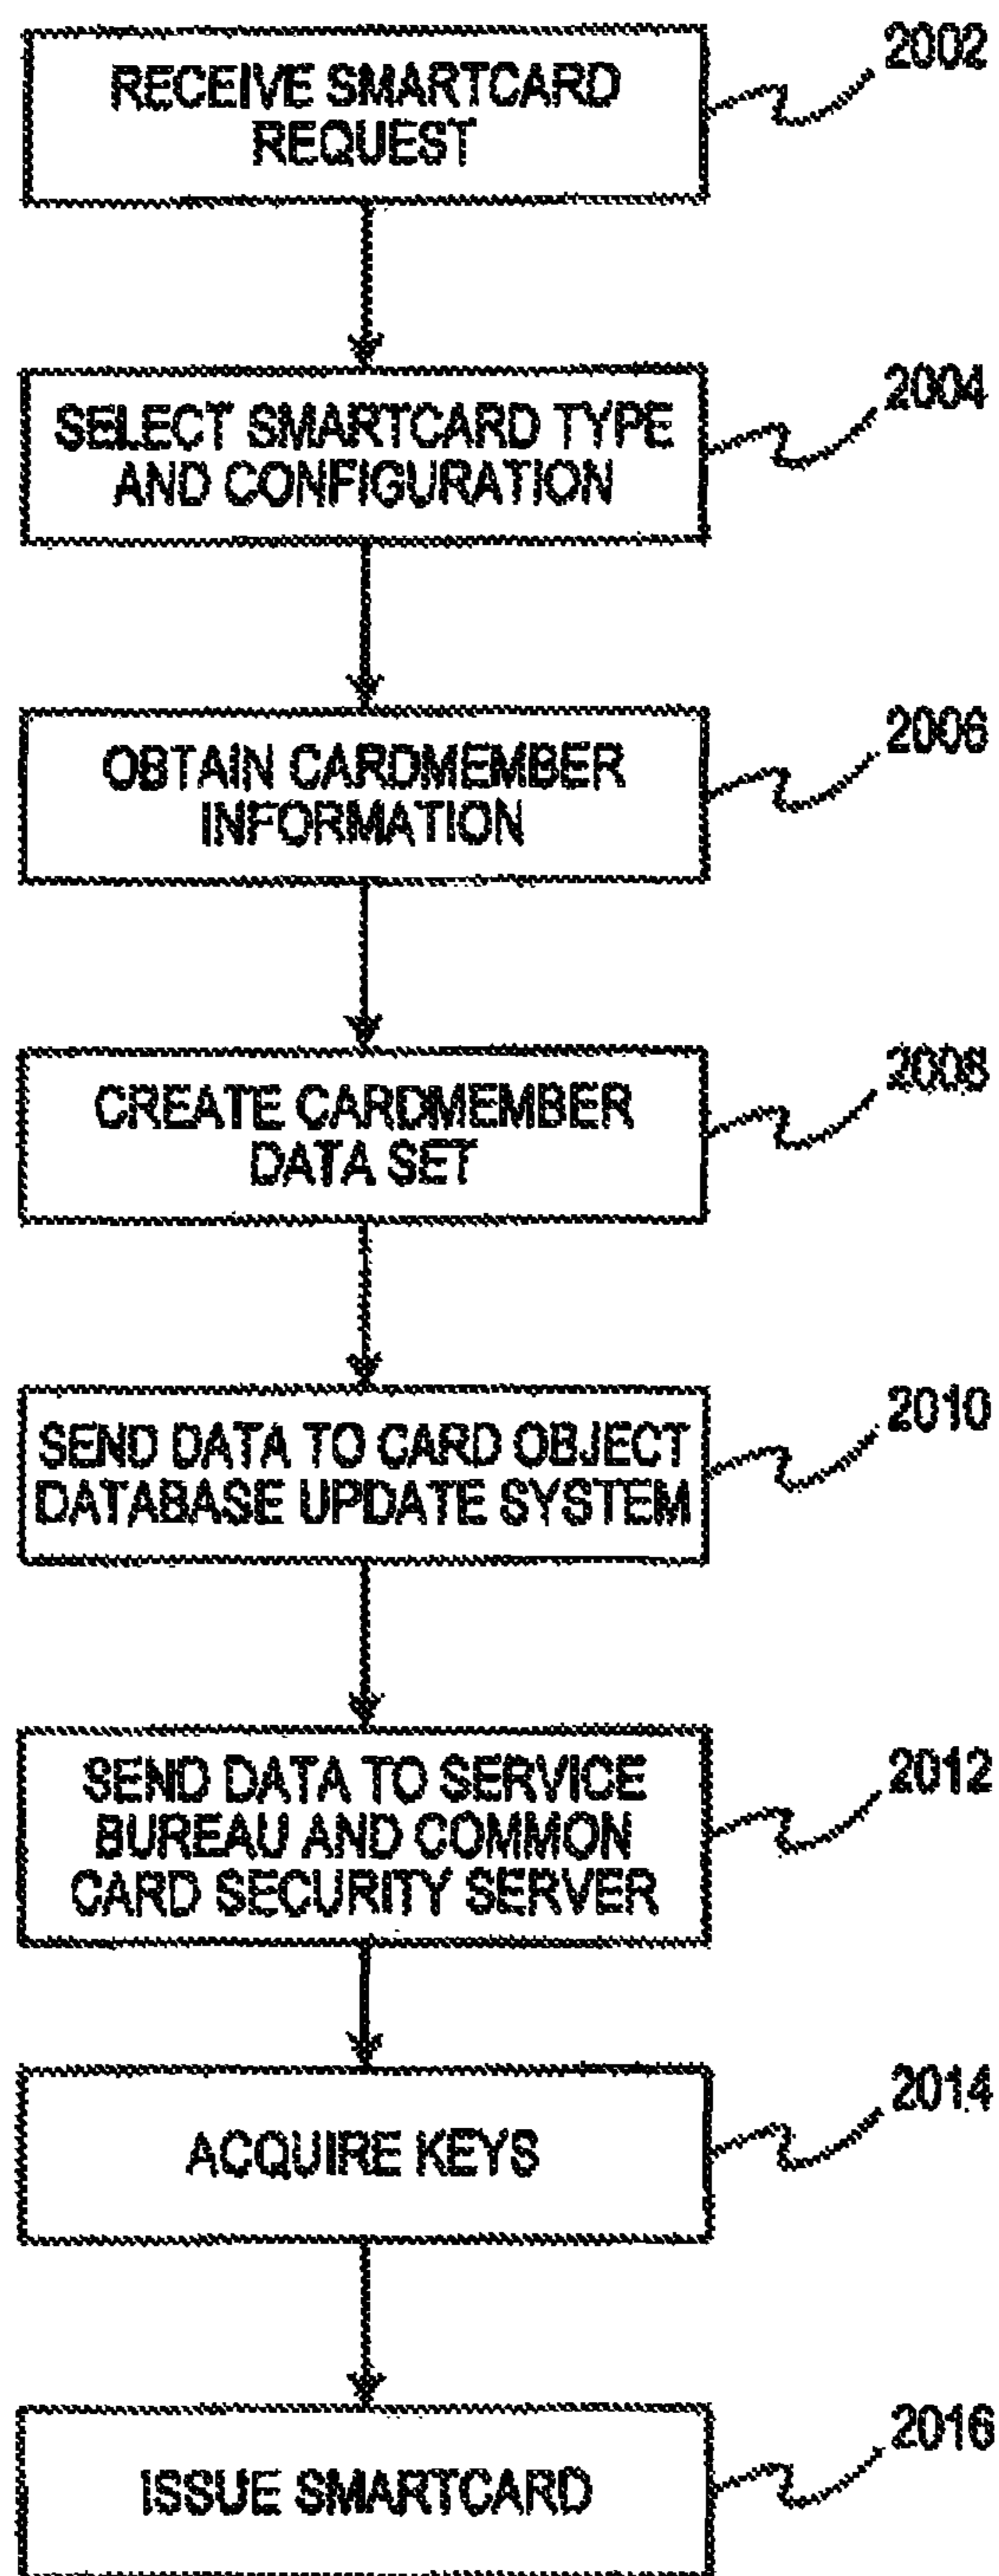 RECEIVE SMARTCARD
REQUEST
2002
SELECT SMARTCARD TYPE
AND CONFIGURATION
2004
OBTAIN CARDMEMBER
INFORMATION
2006
CREATE CARDMEMBER
DATA SET
2008
SEND DATA TO CARD OBJECT
DATABASE UPDATE SYSTEM
2010
SEND DATA TO SERVICE
BUREAU AND COMMON
CARD SECURITY SERVER
2012
ACQUIRE KEYS
2014
ISSUE SMARTCARD
2016